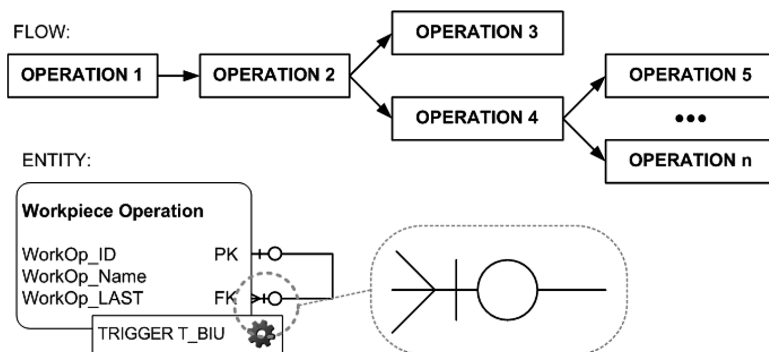 FLOW:
OPERATION 1
OPERATION 2
OPERATION 3
OPERATION 4
OPERATION 5
•••
OPERATION n
ENTITY:
Workpiece Operation
WorkOp_ID PK
WorkOp_Name
WorkOp_LAST FK
TRIGGER T_BIU